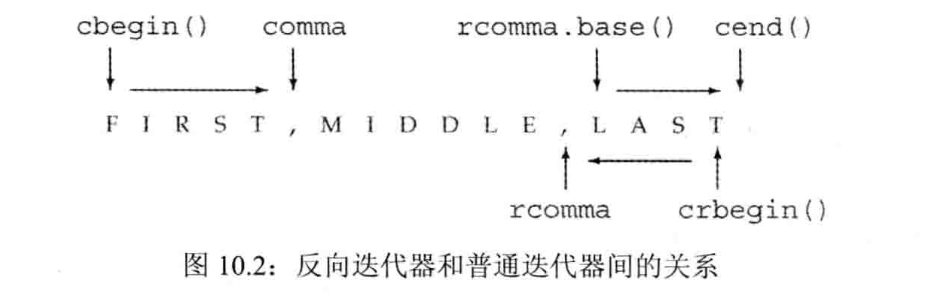 cbegin() comma rcomma.base() cend()
F I R S T , M I D D L E , L A S T
rcomma crbegin()
图 10.2：反向迭代器和普通迭代器间的关系